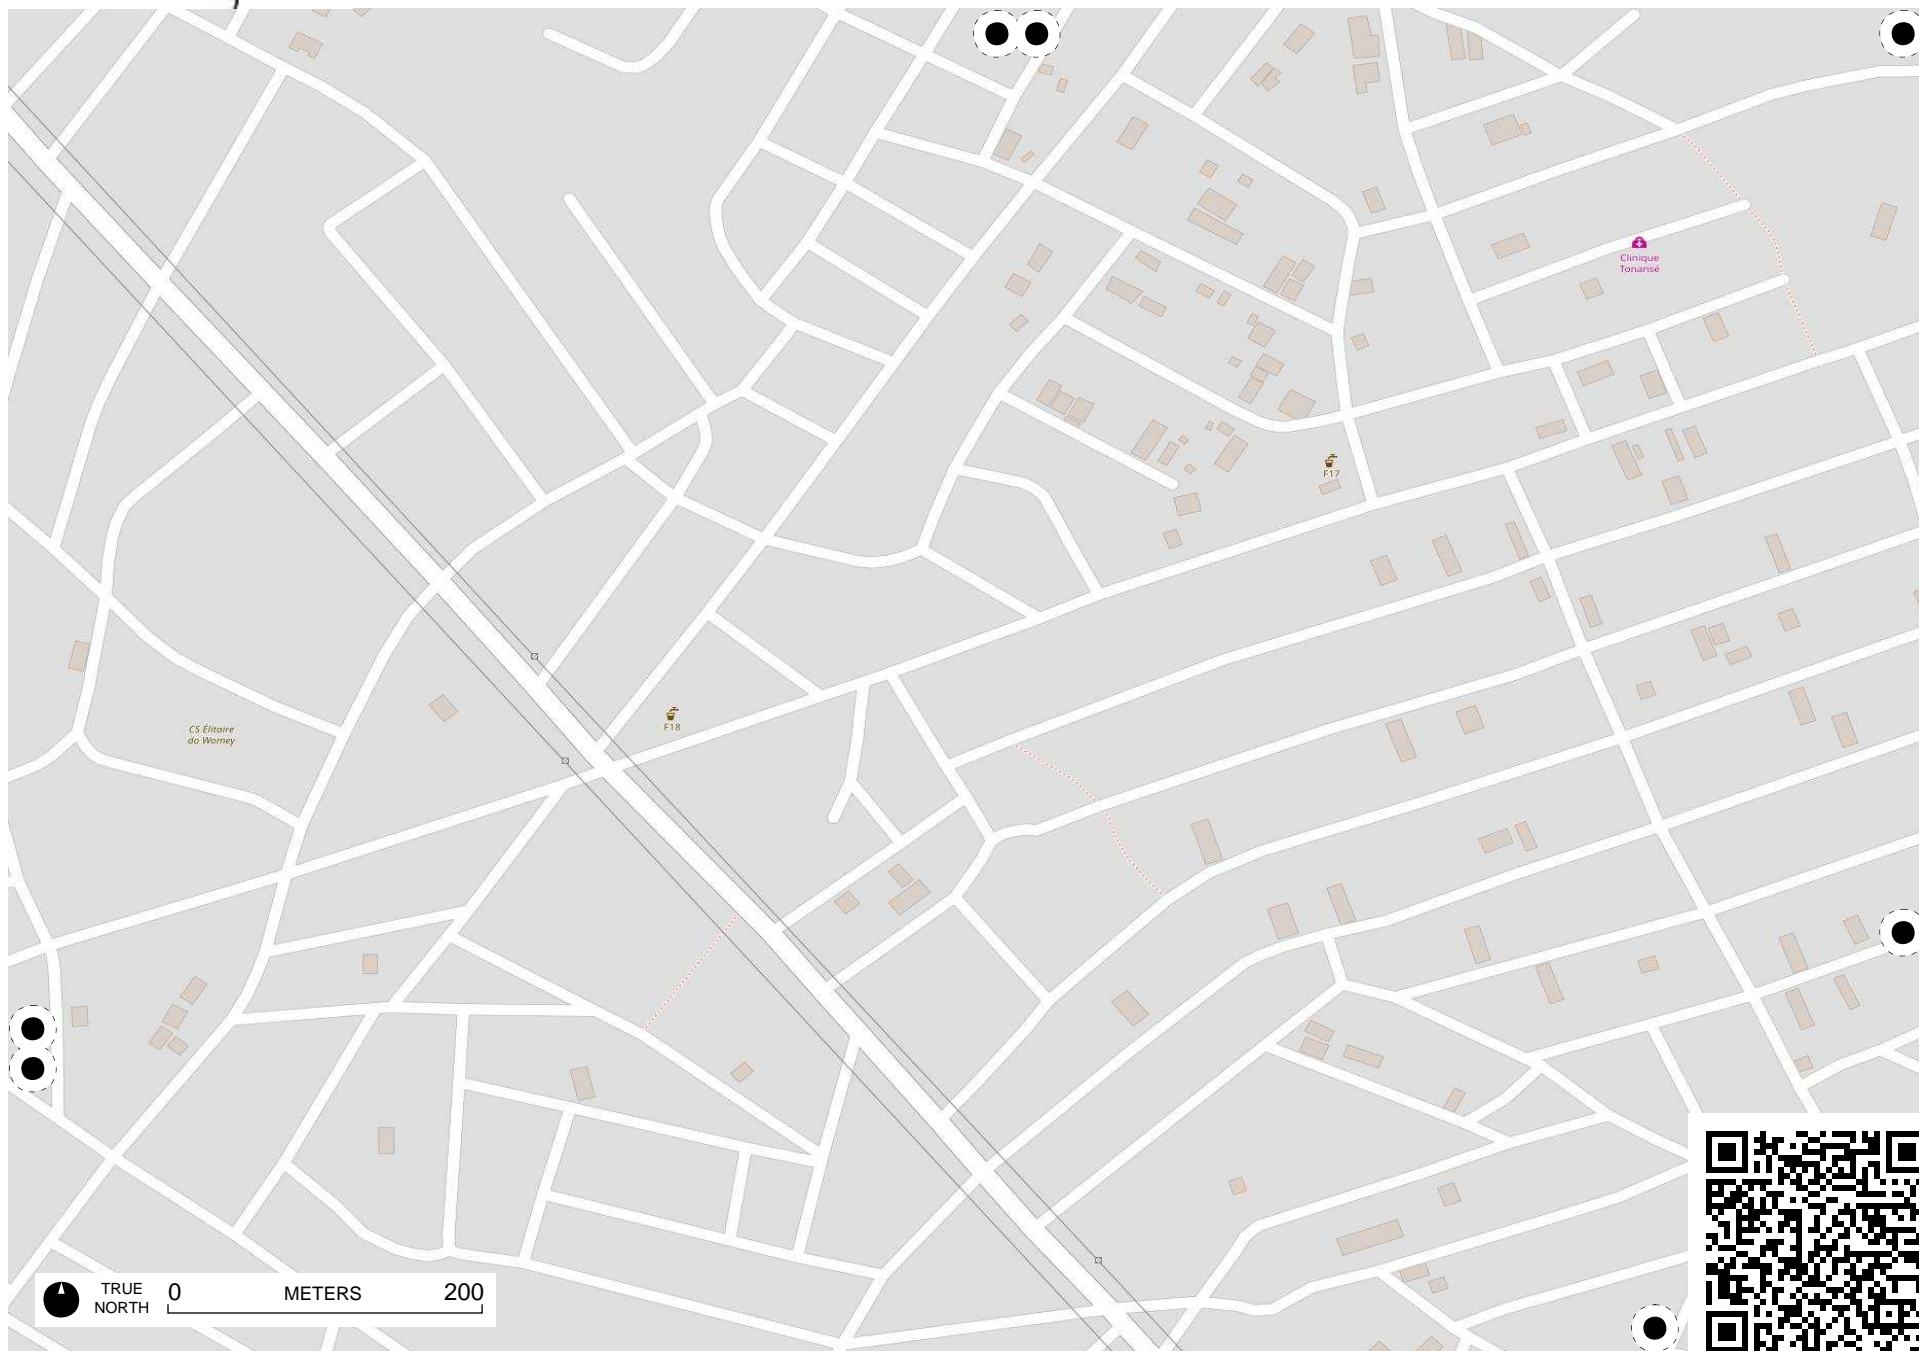 Clinique
Tonansé
F17
F18
CS Élitaire
do Womey
TRUE
NORTH
0 METERS 200